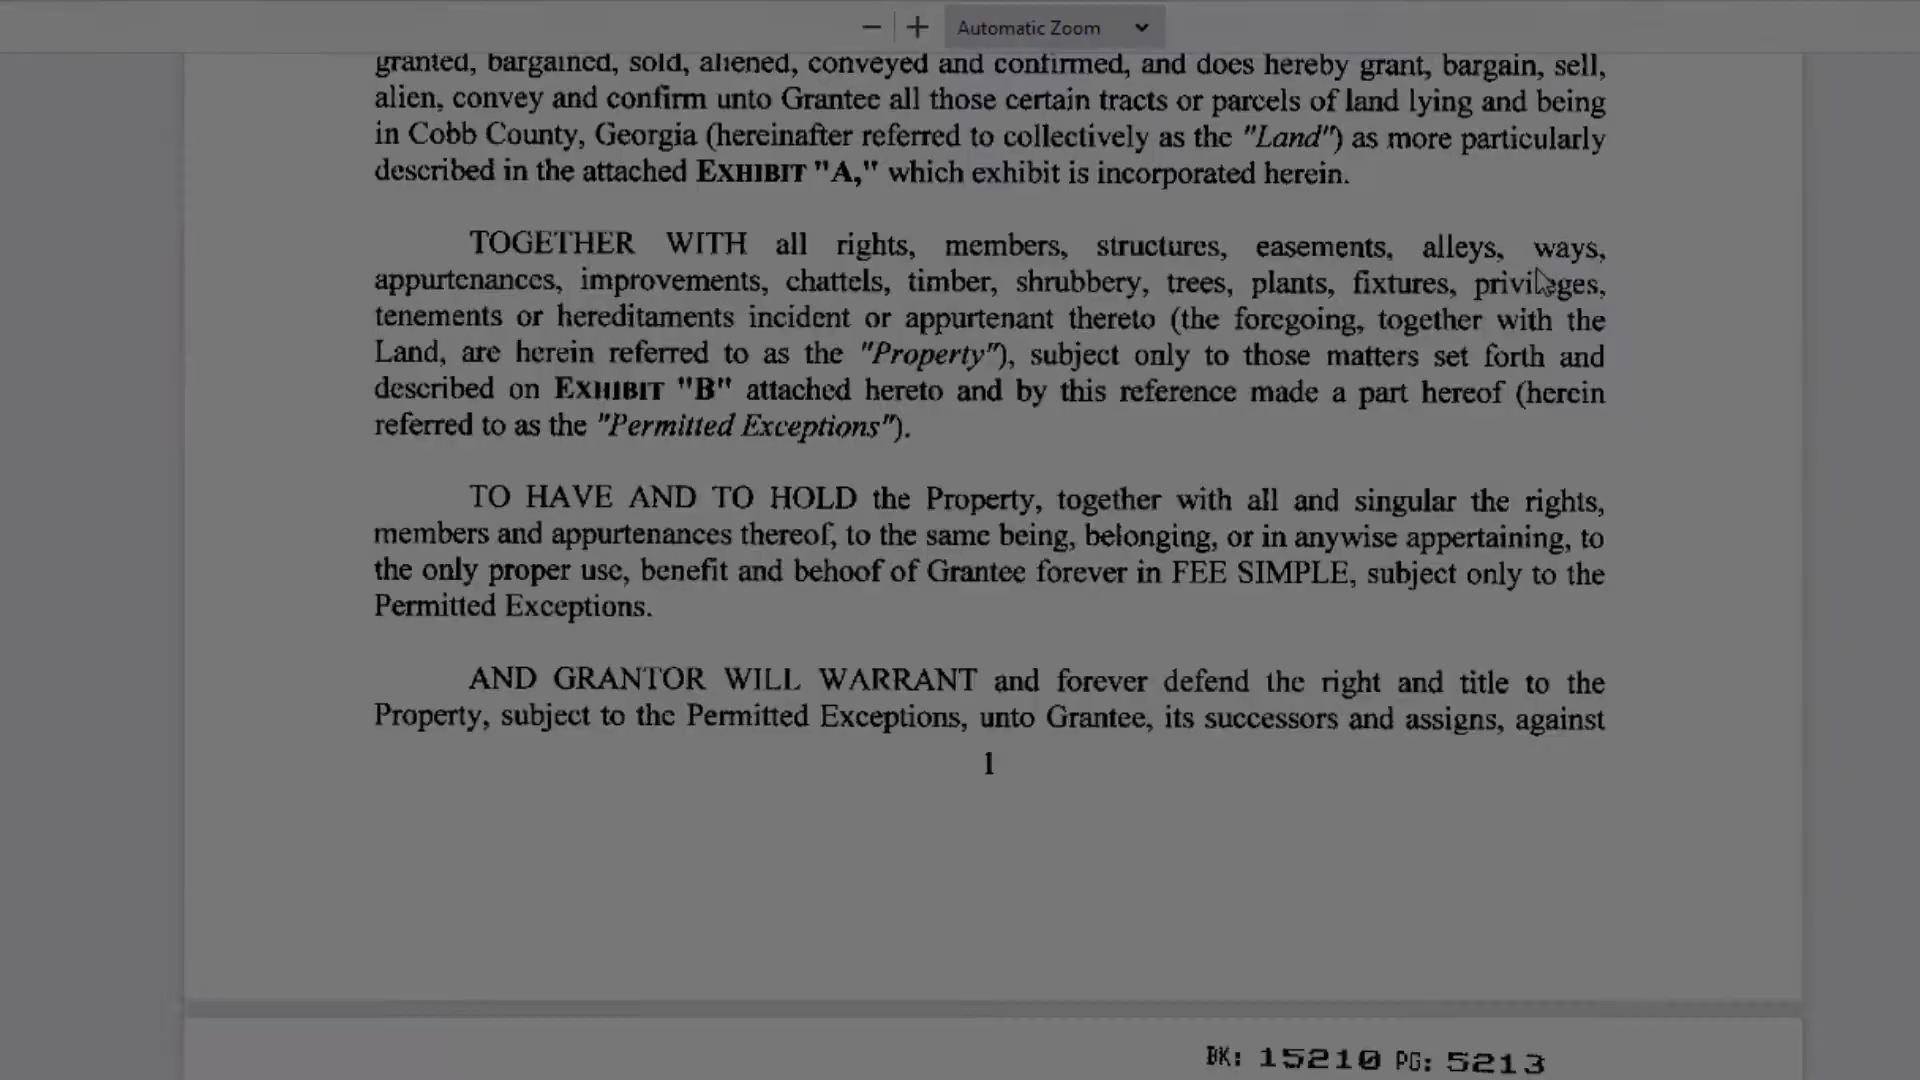 Automatic Zoom
granted, bargained, sold, aliened, conveyed and confirmed, and does hereby grant, bargain, sell,
alien, convey and confirm unto Grantee all those certain tracts or parcels of land lying and being
in Cobb County, Georgia (hereinafter referred to collectively as the "Land") as more particularly
described in the attached EXHIBIT "A," which exhibit is incorporated herein.
TOGETHER WITH all rights, members, structures, easements, alleys, ways,
appurtenances, improvements, chattels, timber, shrubbery, trees, plants, fixtures, privileges,
tenements or hereditaments incident or appurtenant thereto (the foregoing, together with the
Land, are herein referred to as the "Property"), subject only to those matters set forth and
described on EXHIBIT "B" attached hereto and by this reference made a part hereof (herein
referred to as the "Permitted Exceptions").
TO HAVE AND TO HOLD the Property, together with all and singular the rights,
members and appurtenances thereof, to the same being, belonging, or in anywise appertaining, to
the only proper use, benefit and behoof of Grantee forever in FEE SIMPLE, subject only to the
Permitted Exceptions.
AND GRANTOR WILL WARRANT and forever defend the right and title to the
Property, subject to the Permitted Exceptions, unto Grantee, its successors and assigns, against
1
BK: 15210 PG: 5213